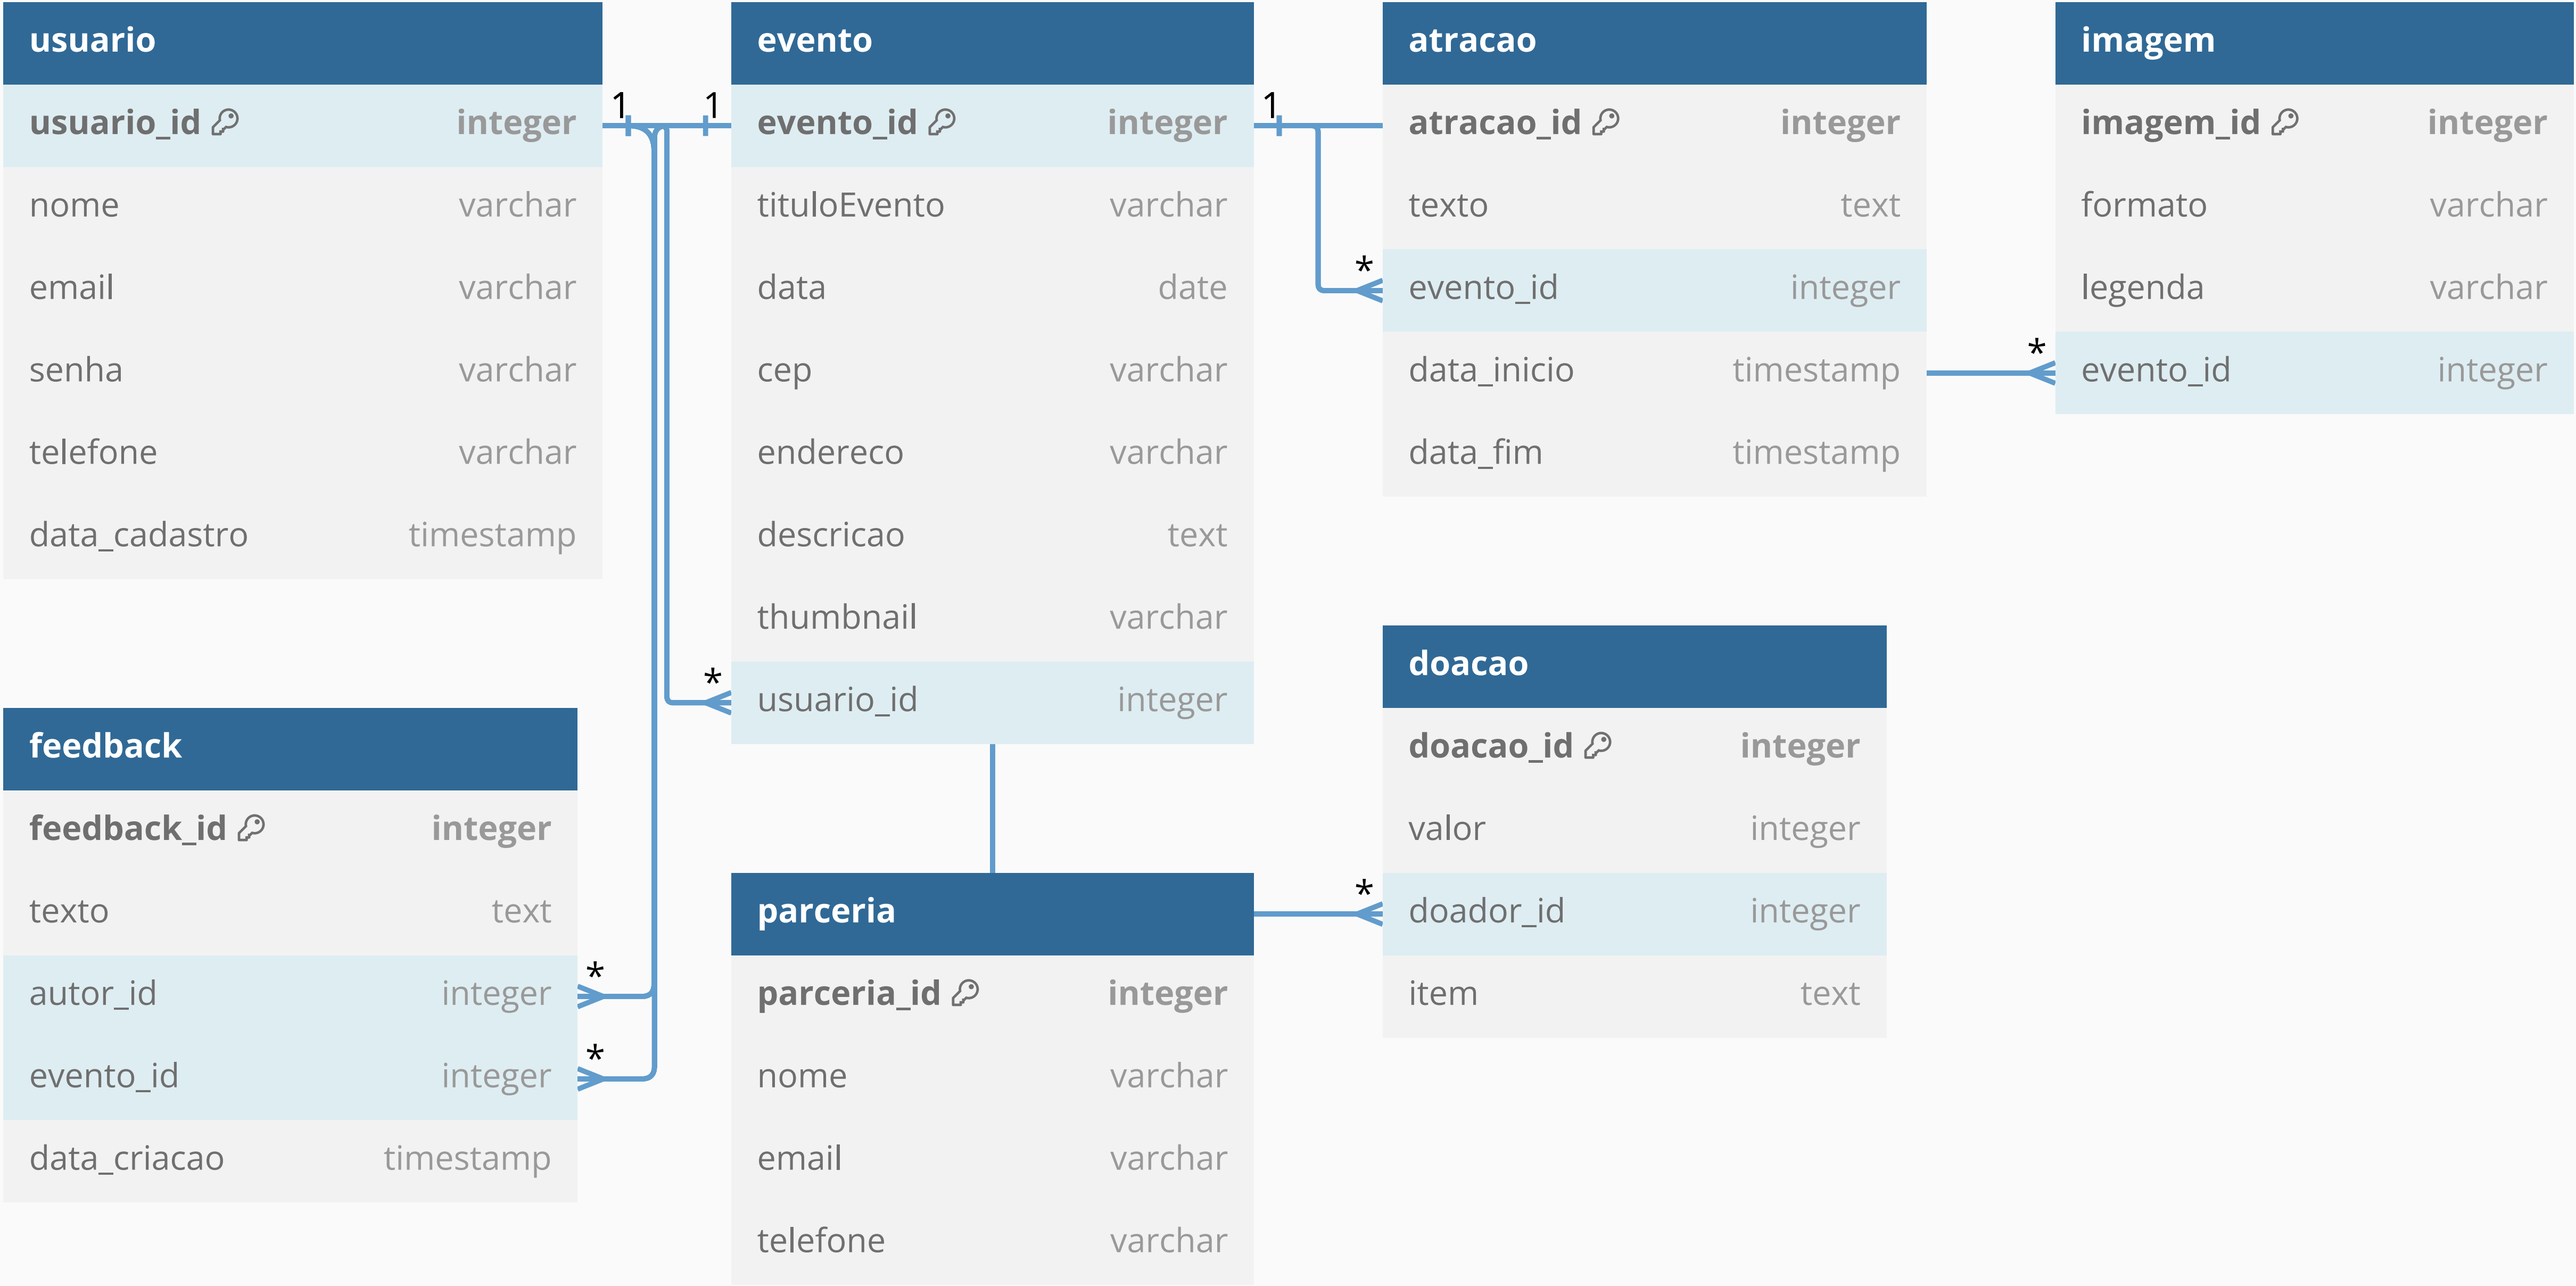 usuario
usuario_id integer
nome varchar
email varchar
senha varchar
telefone varchar
data_cadastro timestamp
1
1
evento
evento_id integer
tituloEvento varchar
data date
cep varchar
endereco varchar
descricao text
thumbnail varchar
* usuario_id integer
1
atracao
atracao_id integer
texto text
* evento_id integer
data_inicio timestamp
data_fim timestamp
imagem
imagem_id integer
formato varchar
legenda varchar
* evento_id integer
feedback
feedback_id integer
texto text
autor_id integer *
evento_id integer *
data_criacao timestamp
parceria
parceria_id integer
nome varchar
email varchar
telefone varchar
doacao
doacao_id integer
valor integer
* doador_id integer
item text